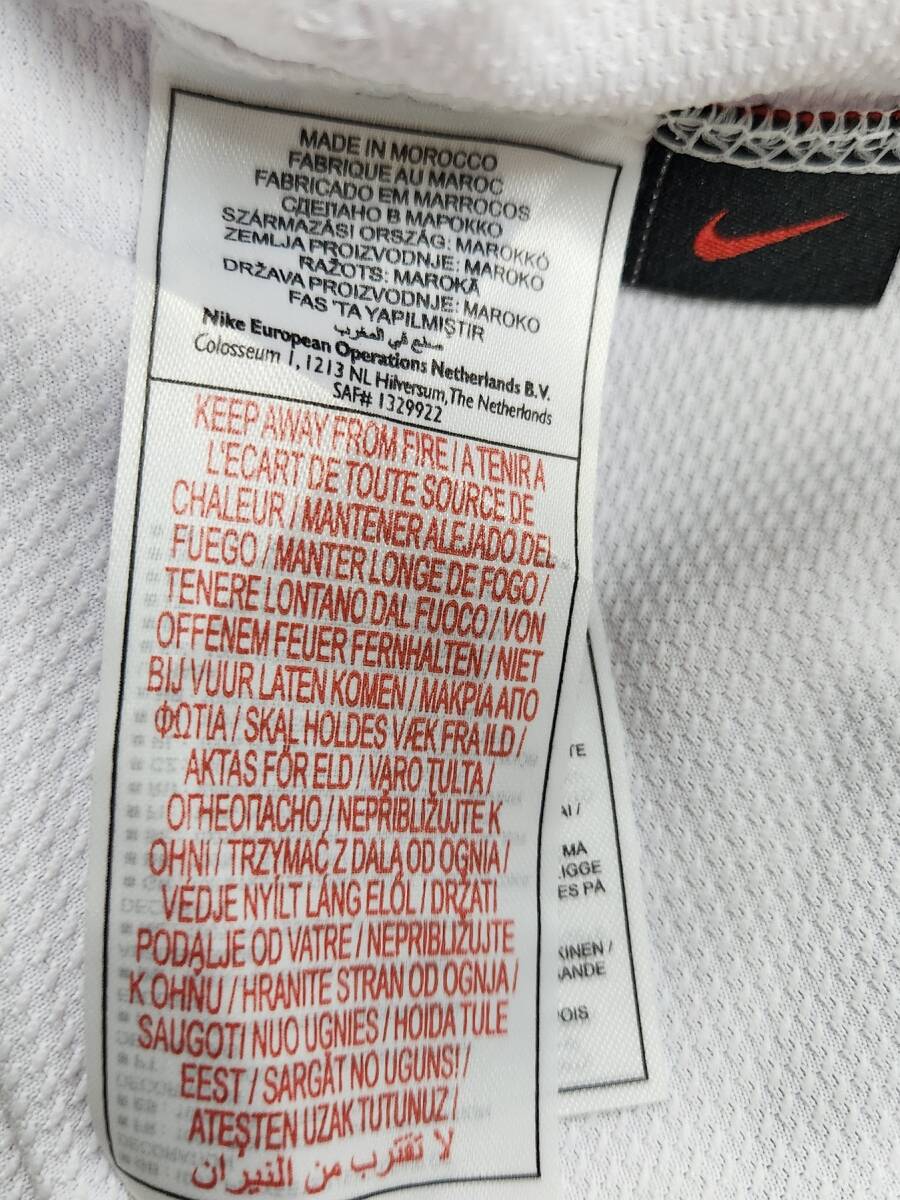 MADE IN MOROCCO
FABRIQUE AU MAROC
FABRICADO EM MARROCOS
СДЕЛАНО В МАРОККО
SZÁRMAZÁSI ORSZÁG: MAROKKÓ
ZEMLJA PROIZVODNJE: MAROKO
RAŽOTS: MAROKĀ
DRŽAVA PROIZVODNJE: MAROKO
FAS 'TA YAPILMIŞTIR
صنع في المغرب
Nike European Operations Netherlands B.V.
Colosseum 1, 1213 NL Hilversum, The Netherlands
SAF# 1329922
KEEP AWAY FROM FIRE / A TENIR A
L'ECART DE TOUTE SOURCE DE
CHALEUR / MANTENER ALEJADO DEL
FUEGO / MANTER LONGE DE FOGO /
TENERE LONTANO DAL FUOCO / VON
OFFENEM FEUER FERNHALTEN / NIET
BIJ VUUR LATEN KOMEN / ΜΑΚΡΙΑ ΑΠΟ
ΦΩΤΙΑ / SKAL HOLDES VÆK FRA ILD /
AKTAS FÖR ELD / VARO TULTA /
ОГНЕОПАСНО / NEPŘIBLIŽUJTE K
OHNI / TRZYMAĆ Z DALA OD OGNIA /
VÉDJE NYÍLT LÁNG ELŐL / DRŽATI
PODALJE OD VATRE / NEPRIBLIŽUJTE
K OHŇU / HRANITE STRAN OD OGNJA /
SAUGOTI NUO UGNIES / HOIDA TULE
EEST / SARGĀT NO UGUNS! /
ATEŞTEN UZAK TUTUNUZ /
لا تقترب من النيران
MA
ES PÅ